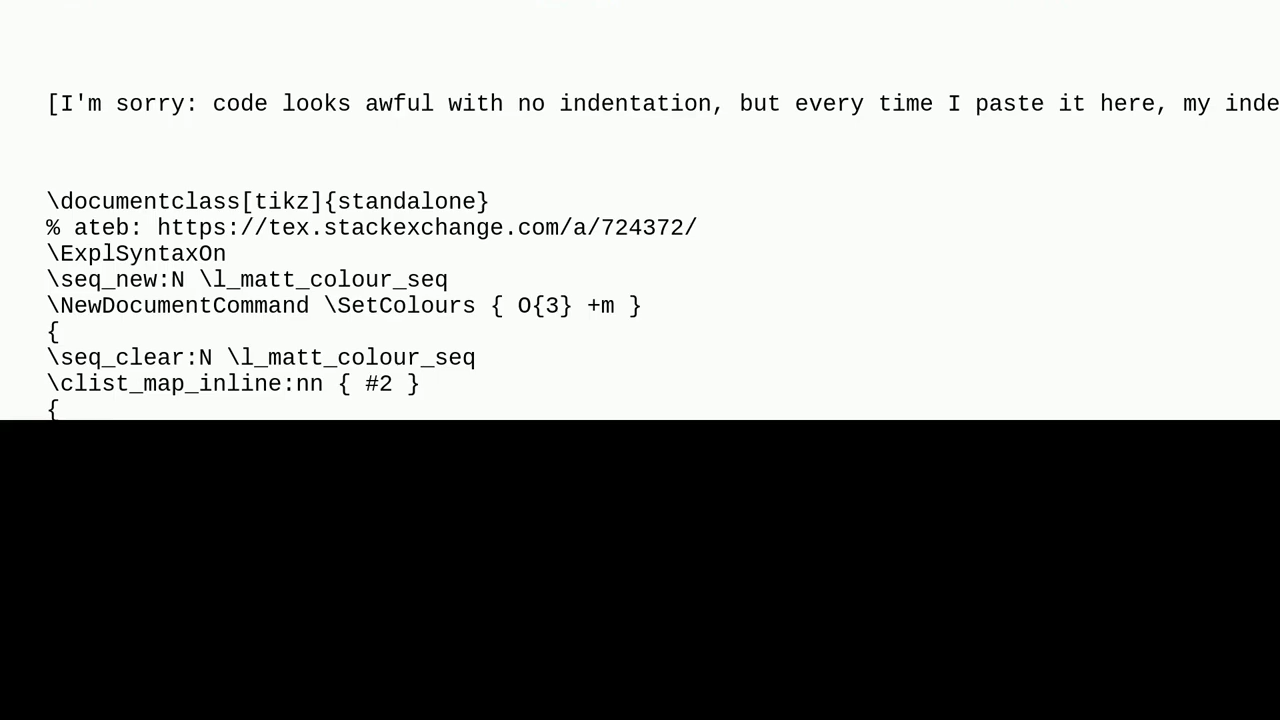 [I'm sorry: code looks awful with no indentation, but every time I paste it here, my inde
\documentclass[tikz]{standalone}
% ateb: https://tex.stackexchange.com/a/724372/
\ExplSyntaxOn
\seq_new:N \l_matt_colour_seq
\NewDocumentCommand \SetColours { O{3} +m }
{
\seq_clear:N \l_matt_colour_seq
\clist_map_inline:nn { #2 }
{